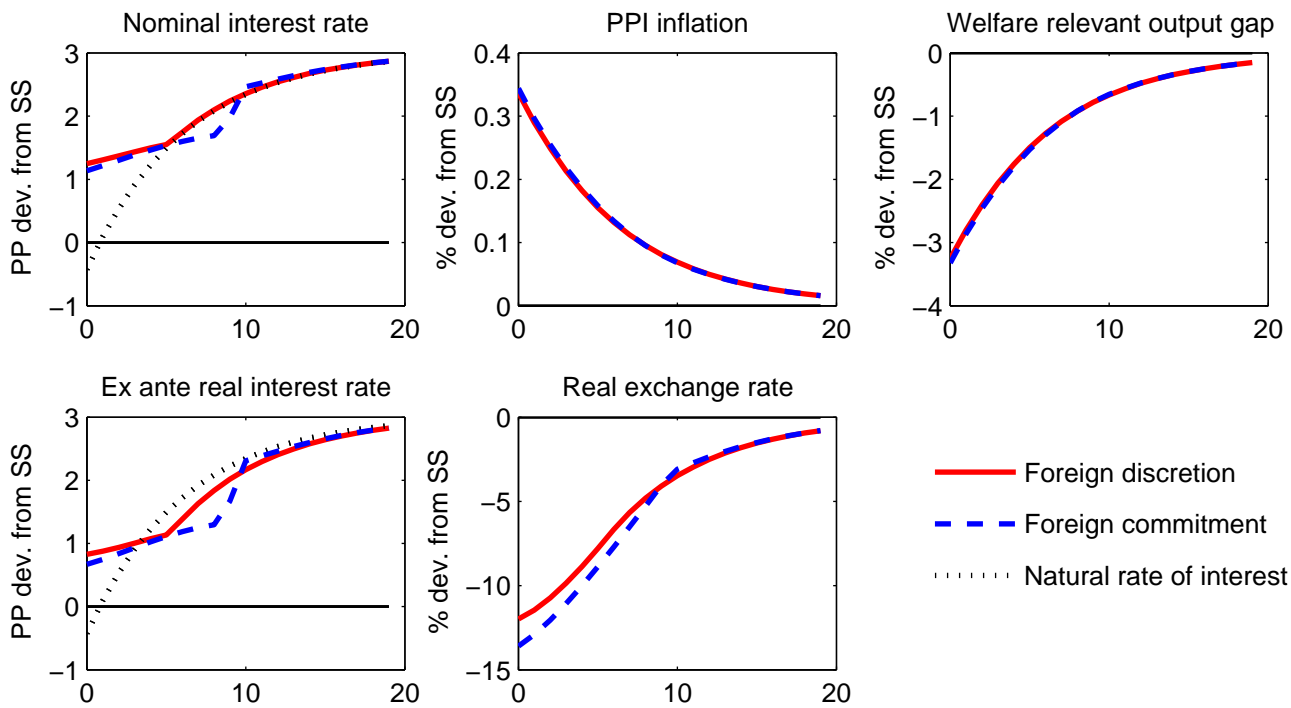 Nominal interest rate
PP dev. from SS
3
2
1
0
−1
0 10 20
PPI inflation
% dev. from SS
0.4
0.3
0.2
0.1
0
0 10 20
Welfare relevant output gap
% dev. from SS
0
−1
−2
−3
−4
0 10 20
Ex ante real interest rate
PP dev. from SS
3
2
1
0
−1
0 10 20
Real exchange rate
% dev. from SS
0
−5
−10
−15
0 10 20
Foreign discretion
Foreign commitment
Natural rate of interest